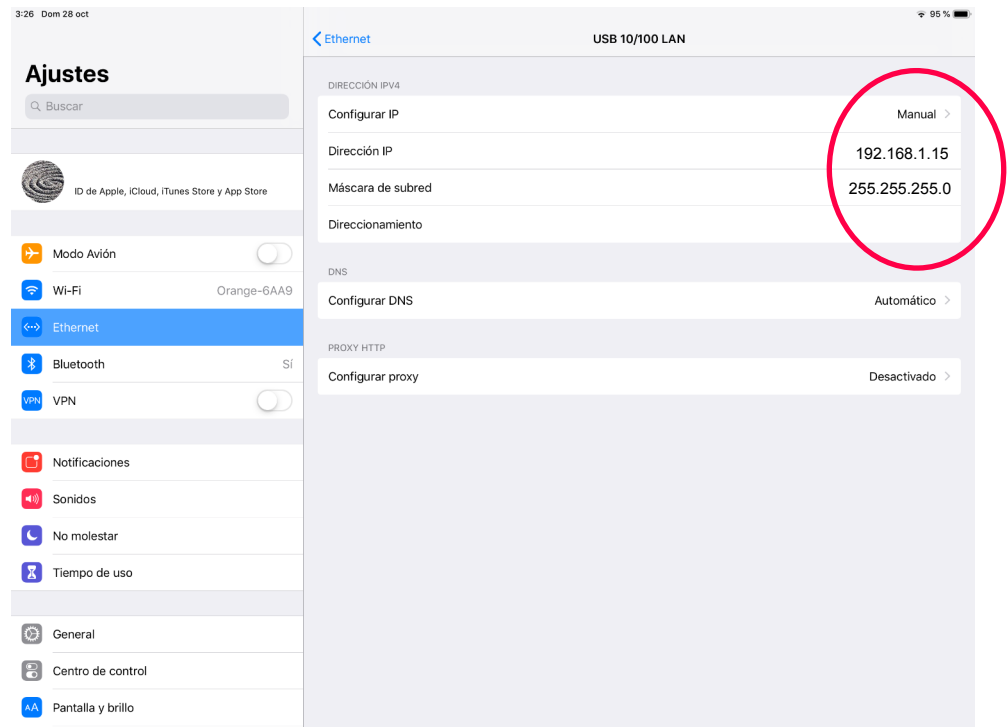 3:26 Dom 28 oct
95 %
Ajustes
Buscar
ID de Apple, iCloud, iTunes Store y App Store
Modo Avión
Wi-Fi Orange-6AA9
Ethernet
Bluetooth Sí
VPN VPN
Notificaciones
Sonidos
No molestar
Tiempo de uso
General
Centro de control
AA Pantalla y brillo
Ethernet USB 10/100 LAN
DIRECCIÓN IPV4
Configurar IP Manual
Dirección IP 192.168.1.15
Máscara de subred 255.255.255.0
Direccionamiento
DNS
Configurar DNS Automático
PROXY HTTP
Configurar proxy Desactivado